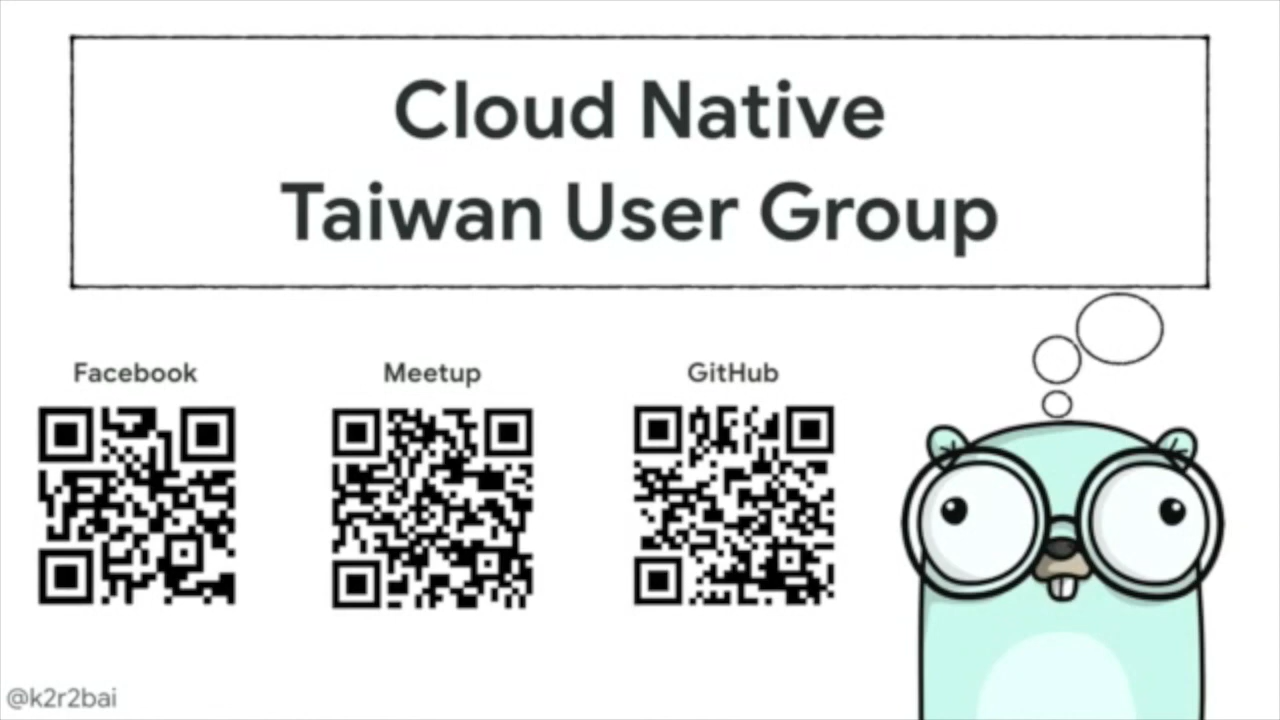 Cloud Native
Taiwan User Group
Facebook
Meetup
GitHub
@k2r2bai